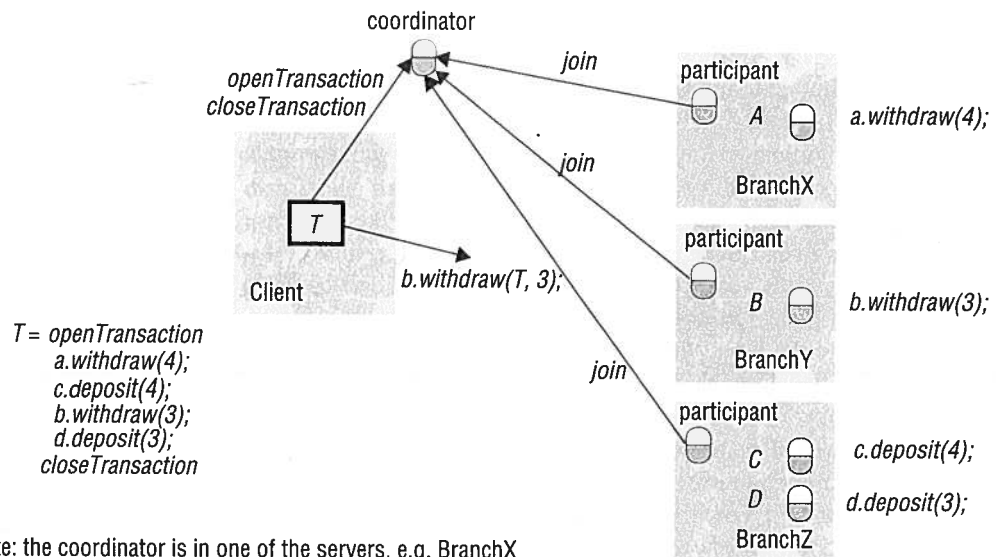 coordinator
openTransaction
closeTransaction
join
participant
A
a.withdraw(4);
BranchX
join
T
Client
b.withdraw(T, 3);
participant
B
b.withdraw(3);
BranchY
T = openTransaction
a.withdraw(4);
c.deposit(4);
b.withdraw(3);
d.deposit(3);
closeTransaction
join
participant
C
c.deposit(4);
D
d.deposit(3);
BranchZ
te: the coordinator is in one of the servers, e.g. BranchX